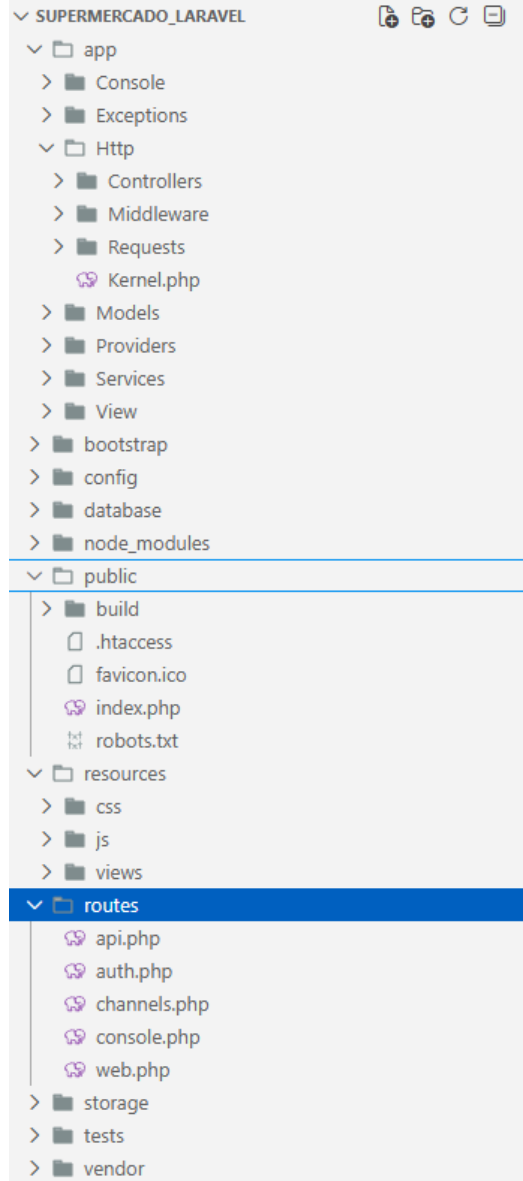 SUPERMERCADO_LARAVEL
app
Console
Exceptions
Http
Controllers
Middleware
Requests
Kernel.php
Models
Providers
Services
View
bootstrap
config
database
node_modules
public
build
.htaccess
favicon.ico
index.php
txt
txt
robots.txt
resources
css
js
views
routes
api.php
auth.php
channels.php
console.php
web.php
storage
tests
vendor